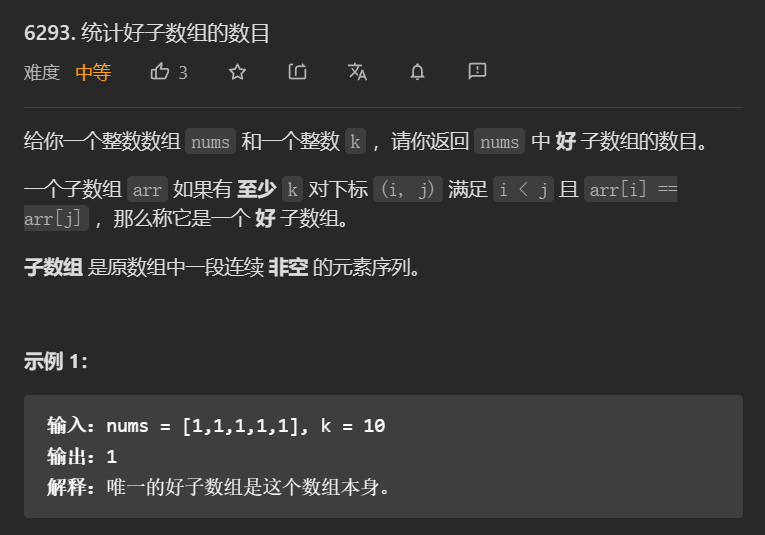 6293. 统计好子数组的数目
难度 中等 3
给你一个整数数组 nums 和一个整数 k ，请你返回 nums 中 好 子数组的数目。
一个子数组 arr 如果有 至少 k 对下标 (i, j) 满足 i < j 且 arr[i] ==
arr[j] ，那么称它是一个 好 子数组。
子数组 是原数组中一段连续 非空 的元素序列。
示例 1：
输入：nums = [1,1,1,1,1], k = 10
输出：1
解释：唯一的好子数组是这个数组本身。